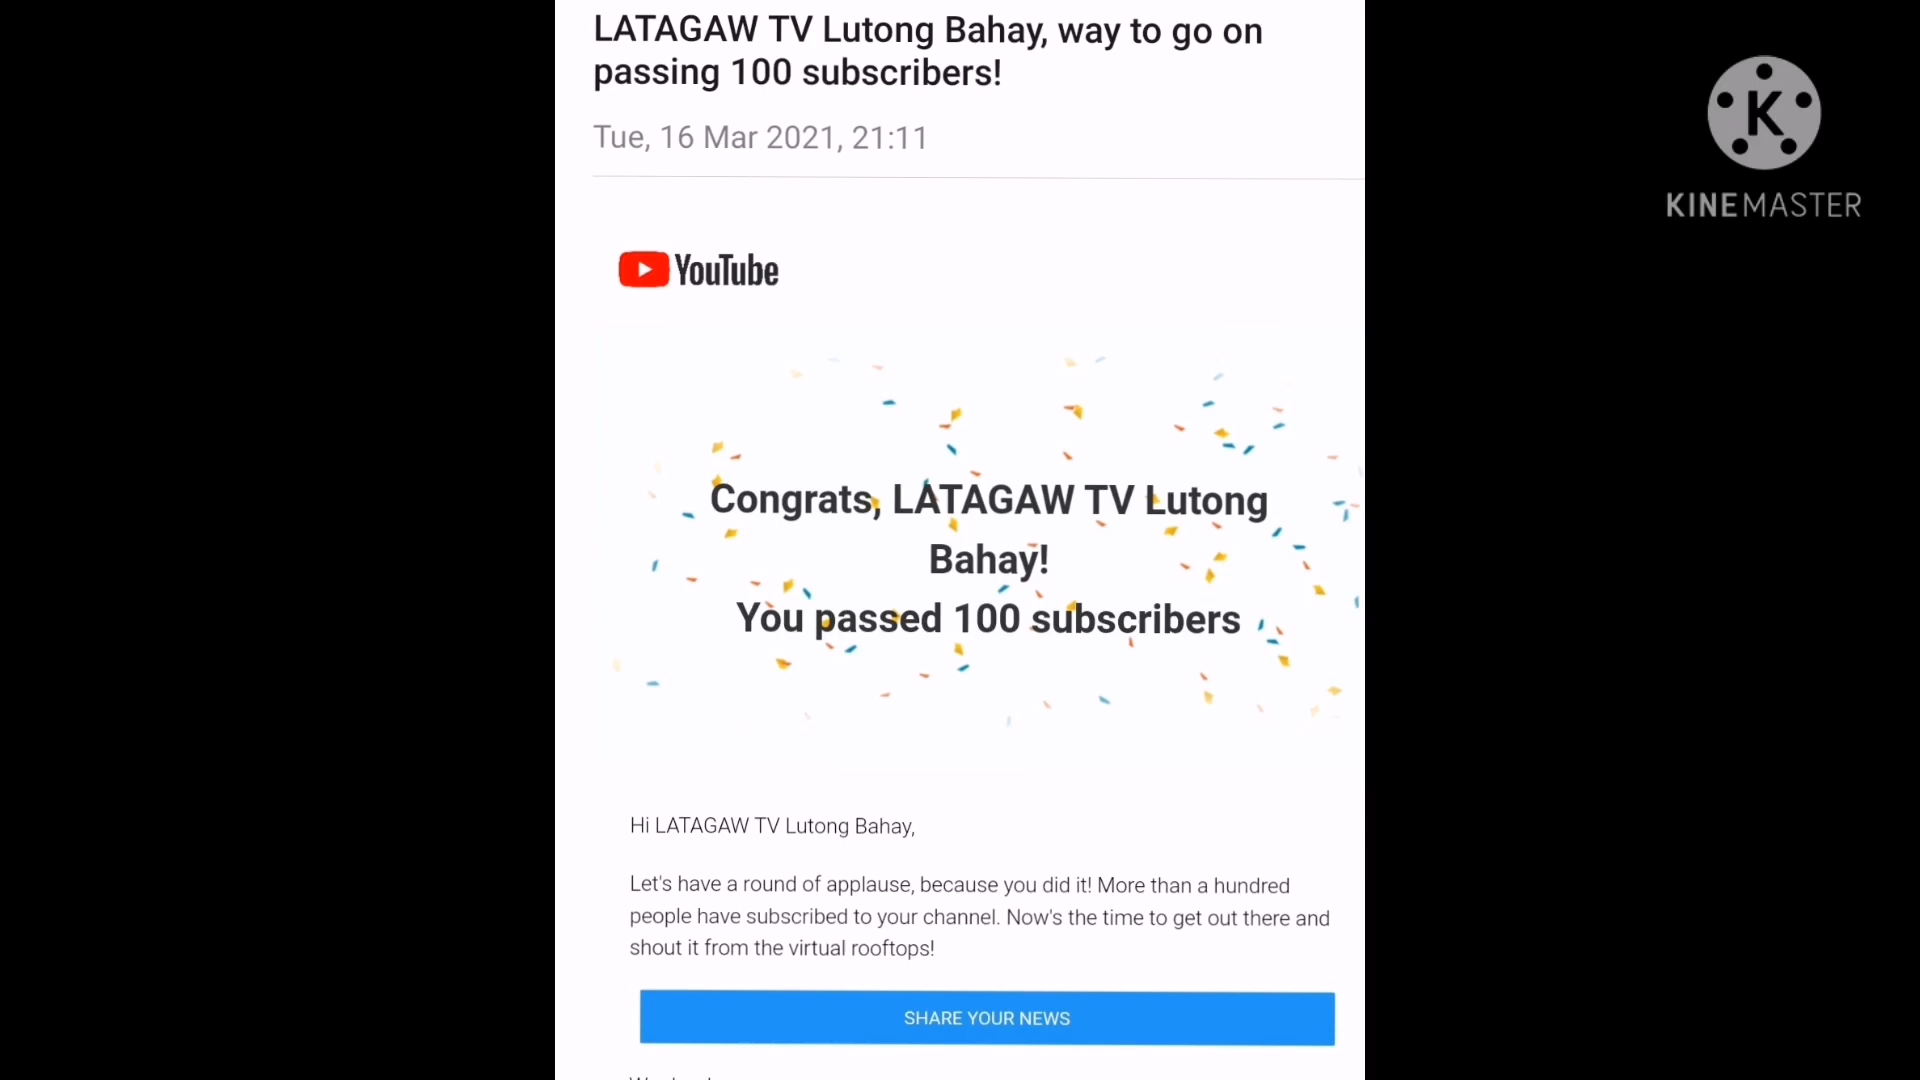 LATAGAW TV Lutong Bahay, way to go on
passing 100 subscribers!
Tue, 16 Mar 2021, 21:11
K
KINEMASTER
YouTube
Congrats, LATAGAW TV Lutong
Bahay!
You passed 100 subscribers
Hi LATAGAW TV Lutong Bahay,
Let's have a round of applause, because you did it! More than a hundred
people have subscribed to your channel. Now's the time to get out there and
shout it from the virtual rooftops!
SHARE YOUR NEWS